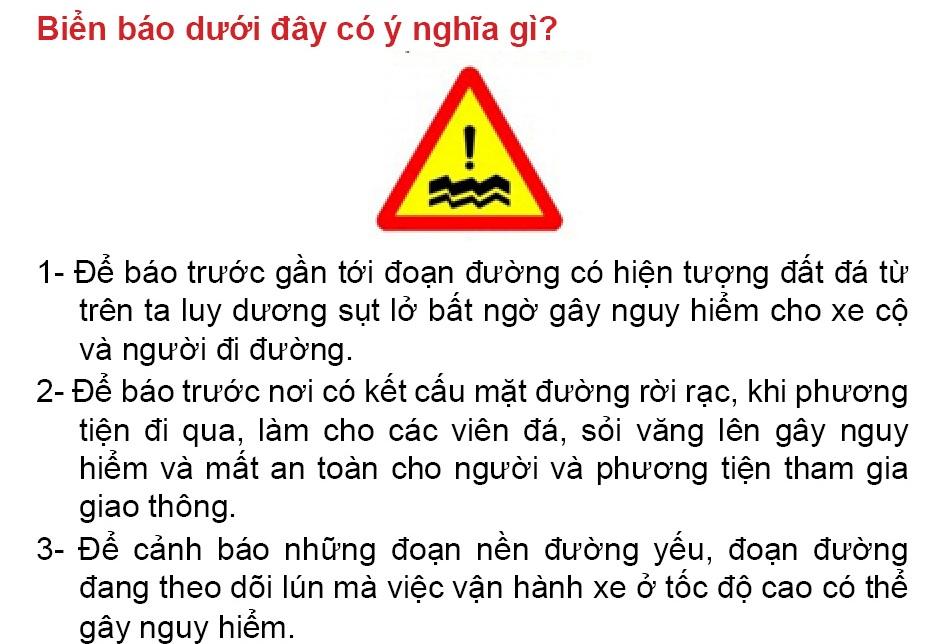 Biển báo dưới đây có ý nghĩa gì?
!
1- Để báo trước gần tới đoạn đường có hiện tượng đất đá từ
trên ta luy dương sụt lở bất ngờ gây nguy hiểm cho xe cộ
và người đi đường.
2- Để báo trước nơi có kết cấu mặt đường rời rạc, khi phương
tiện đi qua, làm cho các viên đá, sỏi văng lên gây nguy
hiểm và mất an toàn cho người và phương tiện tham gia
giao thông.
3- Để cảnh báo những đoạn nền đường yếu, đoạn đường
đang theo dõi lún mà việc vận hành xe ở tốc độ cao có thể
gây nguy hiểm.